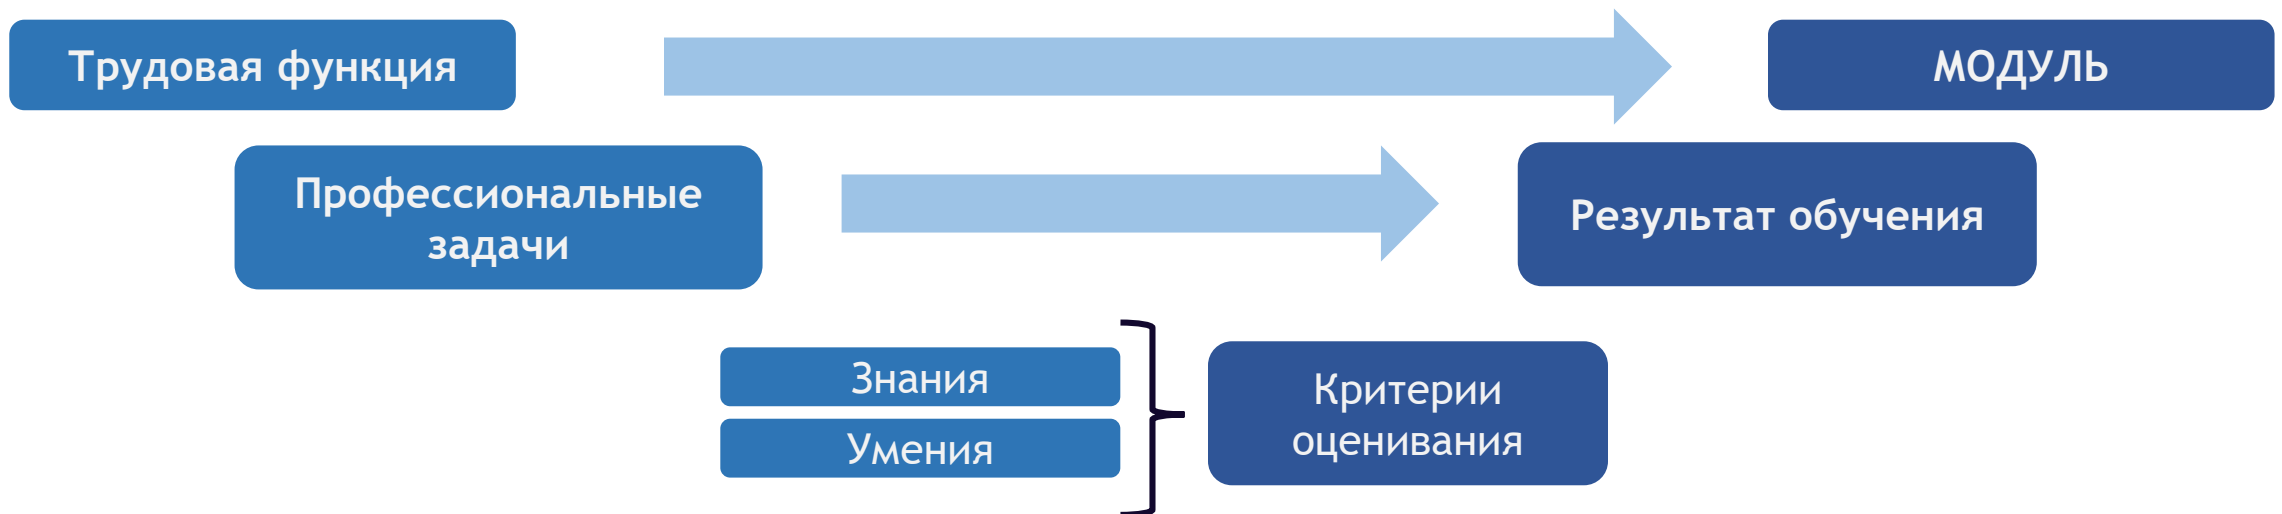 Трудовая функция
МОДУЛЬ
Профессиональные
задачи
Результат обучения
Знания
Умения
Критерии
оценивания